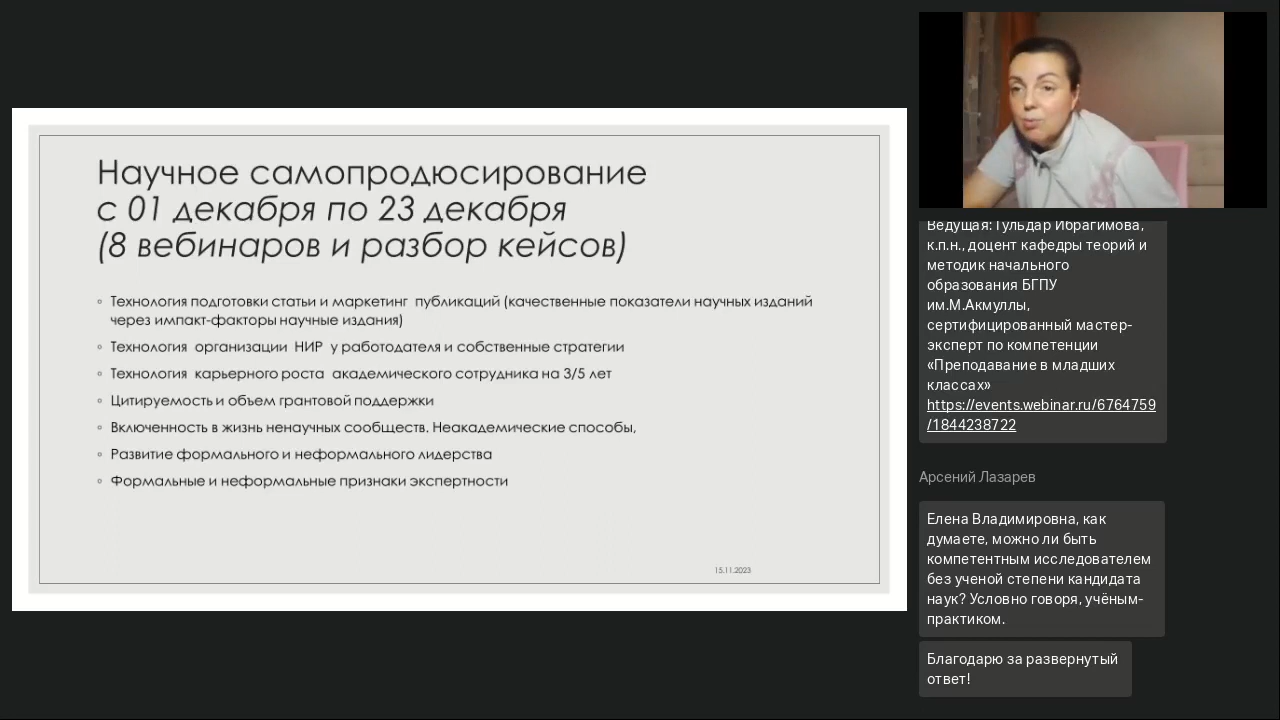 Научное самопродюсирование
с 01 декабря по 23 декабря
(8 вебинаров и разбор кейсов)
◦ Технология подготовки статьи и маркетинг публикаций (качественные показатели научных изданий
через импакт-факторы научные издания)
◦ Технология организации НИР у работодателя и собственные стратегии
◦ Технология карьерного роста академического сотрудника на 3/5 лет
◦ Цитируемость и объем грантовой поддержки
◦ Включенность в жизнь ненаучных сообществ. Неакадемические способы,
◦ Развитие формального и неформального лидерства
◦ Формальные и неформальные признаки экспертности
15.11.2023
Ведущая: Гульдар Ибрагимова,
к.п.н., доцент кафедры теорий и
методик начального
образования БГПУ
им.М.Акмуллы,
сертифицированный мастер-
эксперт по компетенции
«Преподавание в младших
классах»
https://events.webinar.ru/6764759
/1844238722
Арсений Лазарев
Елена Владимировна, как
думаете, можно ли быть
компетентным исследователем
без ученой степени кандидата
наук? Условно говоря, учёным-
практиком.
Благодарю за развернутый
ответ!